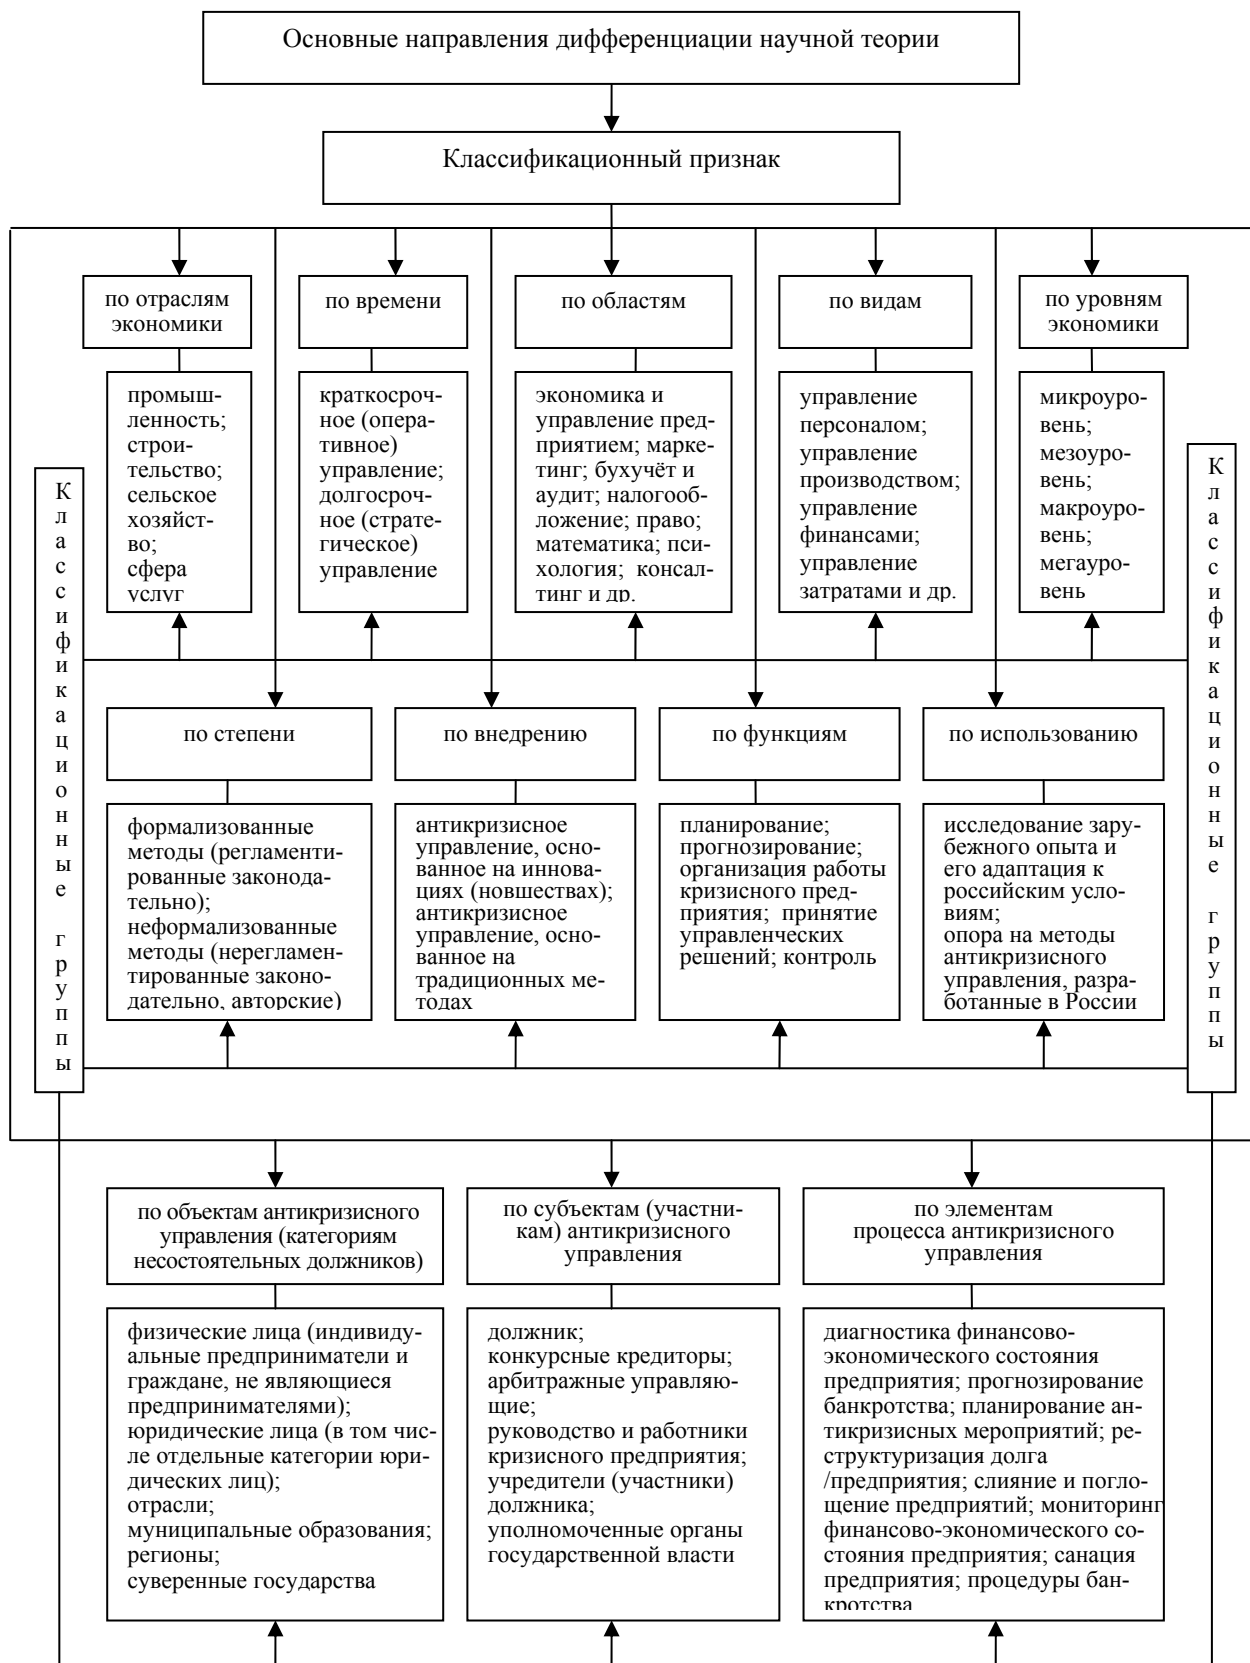 Основные направления дифференциации научной теории
Классификационный признак
по отраслям
экономики
по времени
по областям
по видам
по уровням
экономики
промыш-
ленность;
строи-
тельство;
сельское
хозяйст-
во;
сфера
услуг
краткосроч-
ное (опера-
тивное)
управление;
долгосроч-
ное (страте-
гическое)
управление
экономика и
управление пред-
приятием; марке-
тинг; бухучёт и
аудит; налогооб-
ложение; право;
математика; пси-
хология; консал-
тинг и др.
управление
персоналом;
управление
производством;
управление
финансами;
управление
затратами и др.
микроуро-
вень;
мезоуро-
вень;
макроуро-
вень;
мегауро-
вень
Классификационные группы
Классификационные группы
по степени
по внедрению
по функциям
по использованию
формализованные
методы (регламенти-
рованные законода-
тельно);
неформализованные
методы (нерегламен-
тированные законо-
дательно, авторские)
антикризисное
управление, осно-
ванное на иннова-
циях (новшествах);
антикризисное
управление, осно-
ванное на
традиционных ме-
тодах
планирование;
прогнозирование;
организация работы
кризисного пред-
приятия; принятие
управленческих
решений; контроль
исследование зару-
бежного опыта и
его адаптация к
российским усло-
виям;
опора на методы
антикризисного
управления, разра-
ботанные в России
по объектам антикризисного
управления (категориям
несостоятельных должников)
по субъектам (участни-
кам) антикризисного
управления
по элементам
процесса антикризисного
управления
физические лица (индивиду-
альные предприниматели и
граждане, не являющиеся
предпринимателями);
юридические лица (в том чис-
ле отдельные категории юри-
дических лиц);
отрасли;
муниципальные образования;
регионы;
суверенные государства
должник;
конкурсные кредиторы;
арбитражные управляю-
щие;
руководство и работники
кризисного предприятия;
учредители (участники)
должника;
уполномоченные органы
государственной власти
диагностика финансово-
экономического состояния
предприятия; прогнозирование
банкротства; планирование ан-
тикризисных мероприятий; ре-
структуризация долга
/предприятия; слияние и погло-
щение предприятий; мониторинг
финансово-экономического со-
стояния предприятия; санация
предприятия; процедуры бан-
кротства